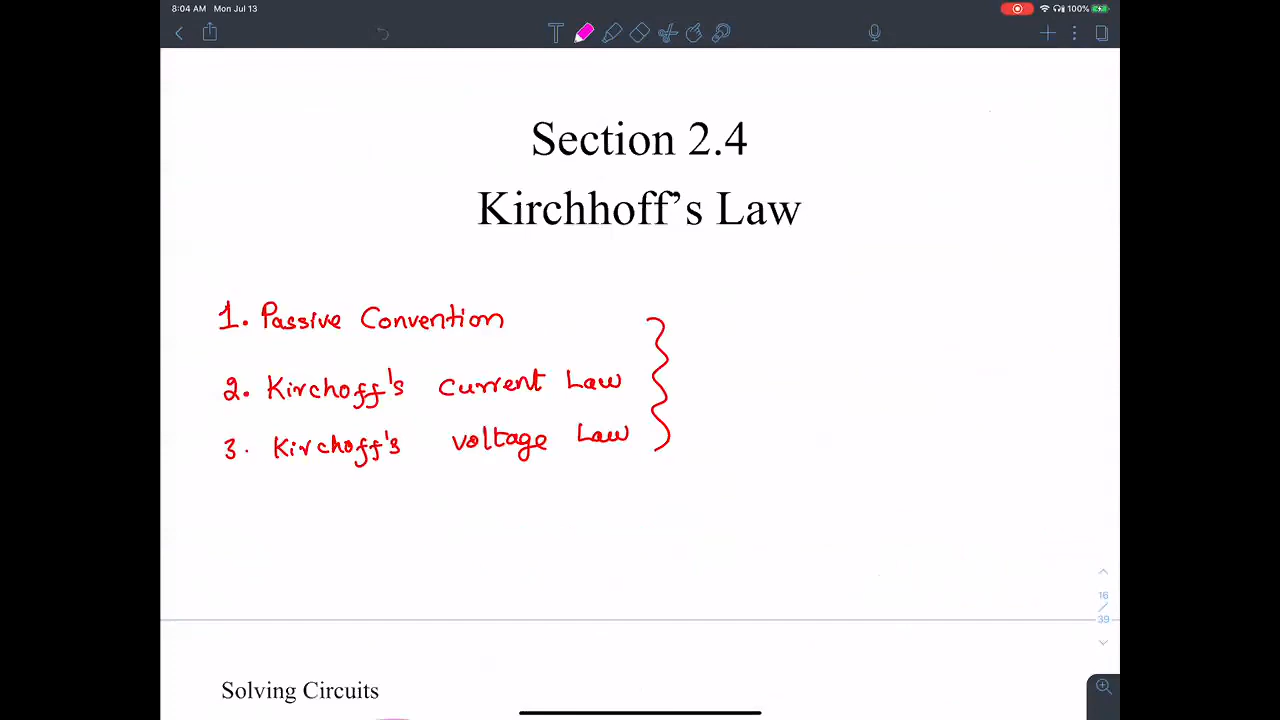 8:04 AM Mon Jul 13 100%
Section 2.4
Kirchhoff’s Law
1. Passive Convention
2. Kirchoff's Current Law
3. Kirchoff's voltage Law
16
/
39
Solving Circuits